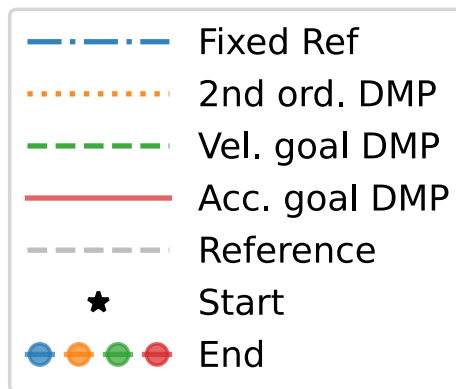 Fixed Ref
2nd ord. DMP
Vel. goal DMP
Acc. goal DMP
Reference
Start
End